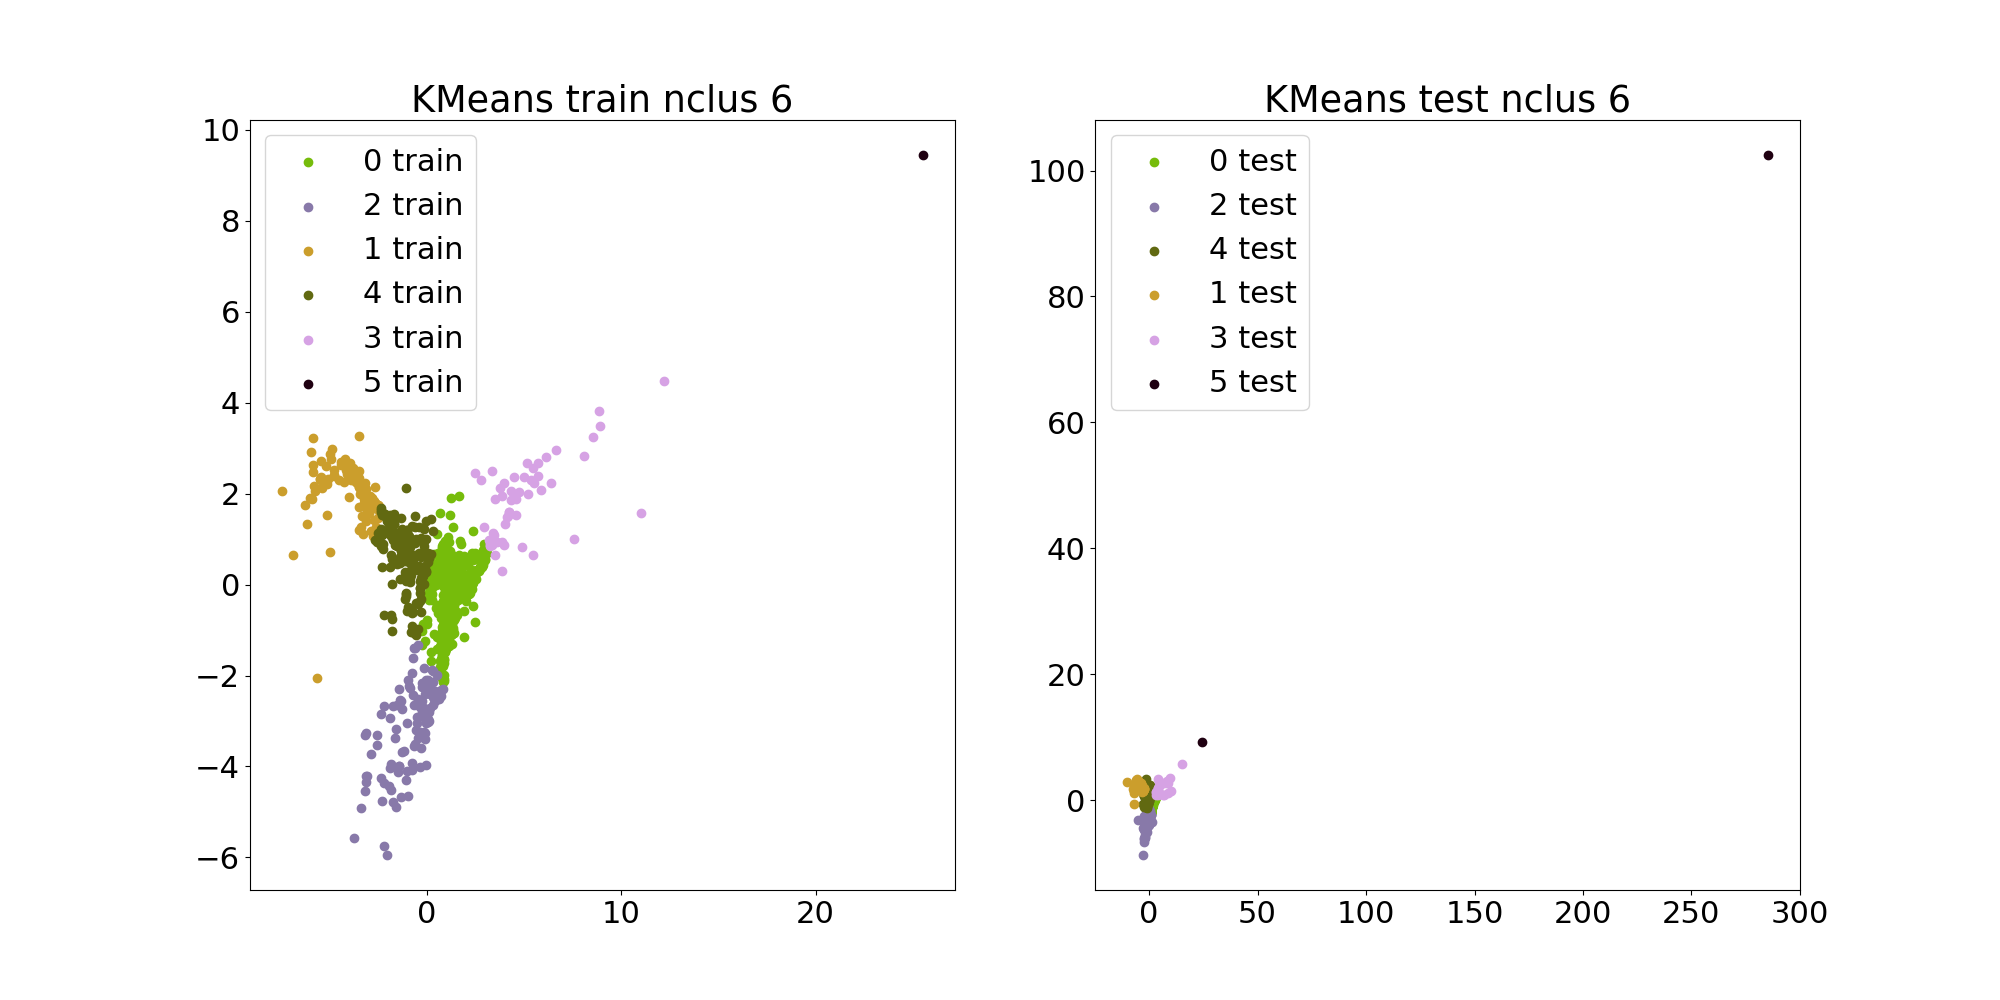 KMeans train nclus 6
10
8
6
4
2
0
−2
−4
−6
0 train
2 train
1 train
4 train
3 train
5 train
0
10
20
KMeans test nclus 6
100
80
60
40
20
0
0 test
2 test
4 test
1 test
3 test
5 test
0
50
100
150
200
250
300